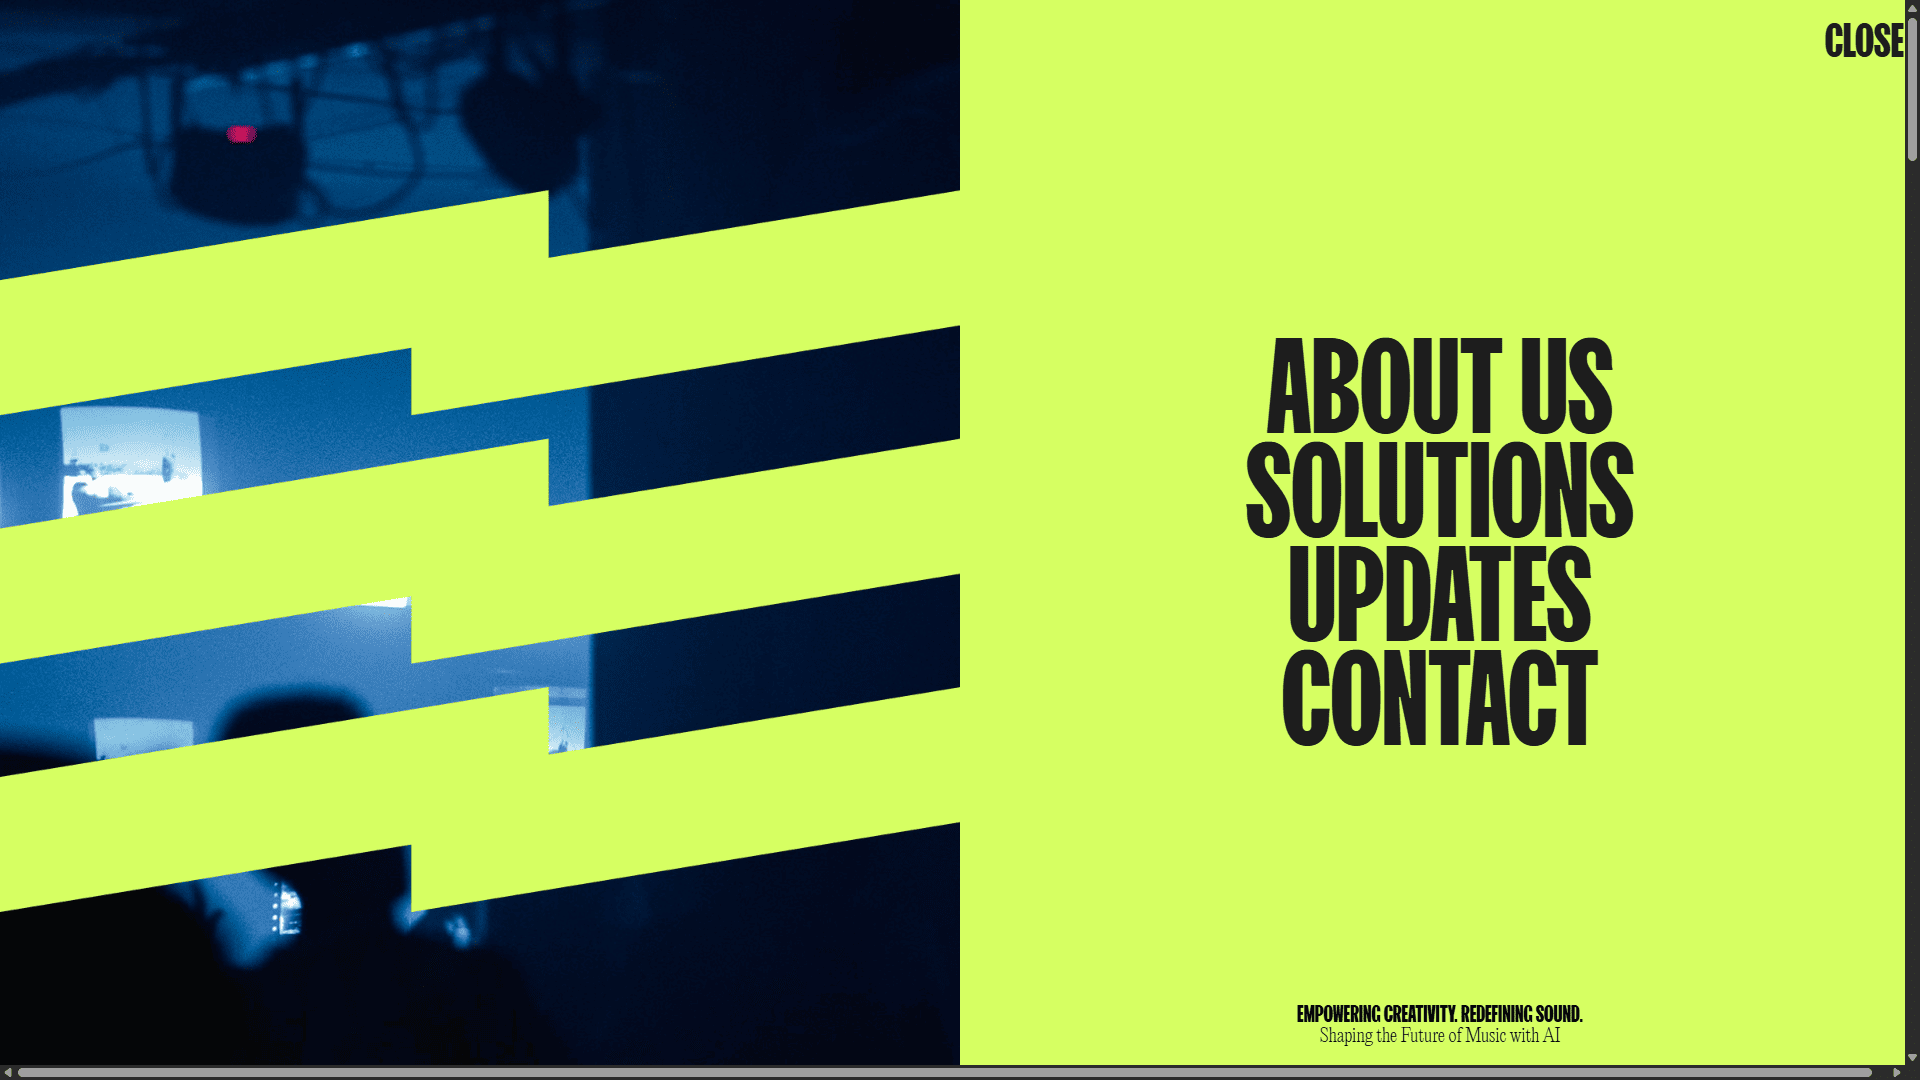 CLOSE
ABOUT US
SOLUTIONS
UPDATES
CONTACT
EMPOWERING CREATIVITY. REDEFINING SOUND.
Shaping the Future of Music with AI